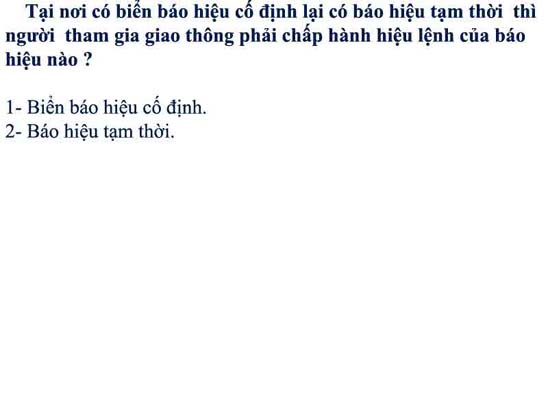 Tại nơi có biển báo hiệu cố định lại có báo hiệu tạm thời thì
người tham gia giao thông phải chấp hành hiệu lệnh của báo
hiệu nào ?
1- Biển báo hiệu cố định.
2- Báo hiệu tạm thời.